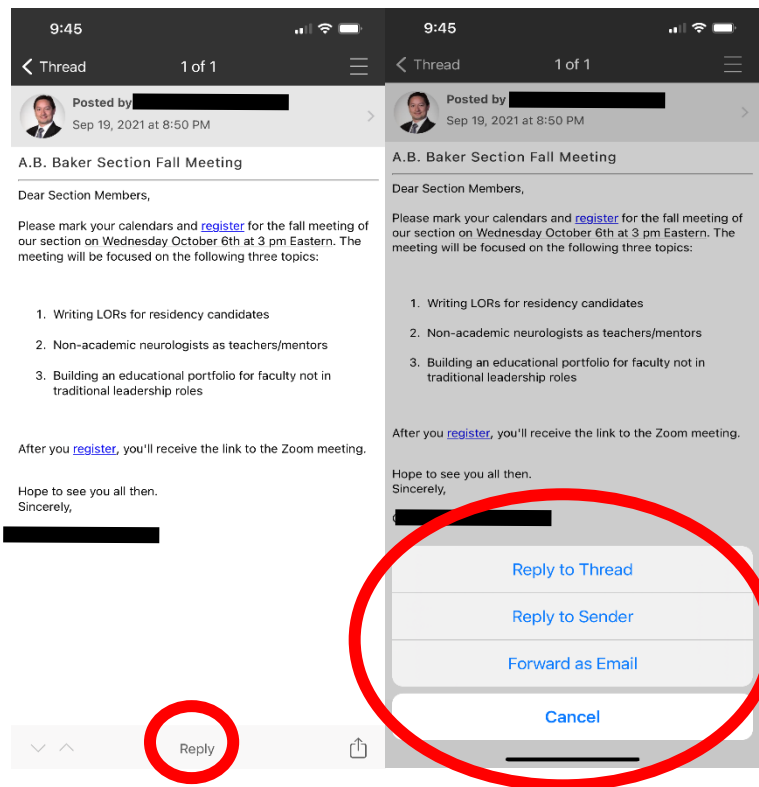 9:45
Thread 1 of 1
Posted by
Sep 19, 2021 at 8:50 PM
A.B. Baker Section Fall Meeting
Dear Section Members,
Please mark your calendars and register for the fall meeting of
our section on Wednesday October 6th at 3 pm Eastern. The
meeting will be focused on the following three topics:
1. Writing LORs for residency candidates
2. Non-academic neurologists as teachers/mentors
3. Building an educational portfolio for faculty not in
traditional leadership roles
After you register, you'll receive the link to the Zoom meeting.
Hope to see you all then.
Sincerely,
Reply
9:45
Thread 1 of 1
Posted by
Sep 19, 2021 at 8:50 PM
A.B. Baker Section Fall Meeting
Dear Section Members,
Please mark your calendars and register for the fall meeting of
our section on Wednesday October 6th at 3 pm Eastern. The
meeting will be focused on the following three topics:
1. Writing LORs for residency candidates
2. Non-academic neurologists as teachers/mentors
3. Building an educational portfolio for faculty not in
traditional leadership roles
After you register, you'll receive the link to the Zoom meeting.
Hope to see you all then.
Sincerely,
Reply to Thread
Reply to Sender
Forward as Email
Cancel